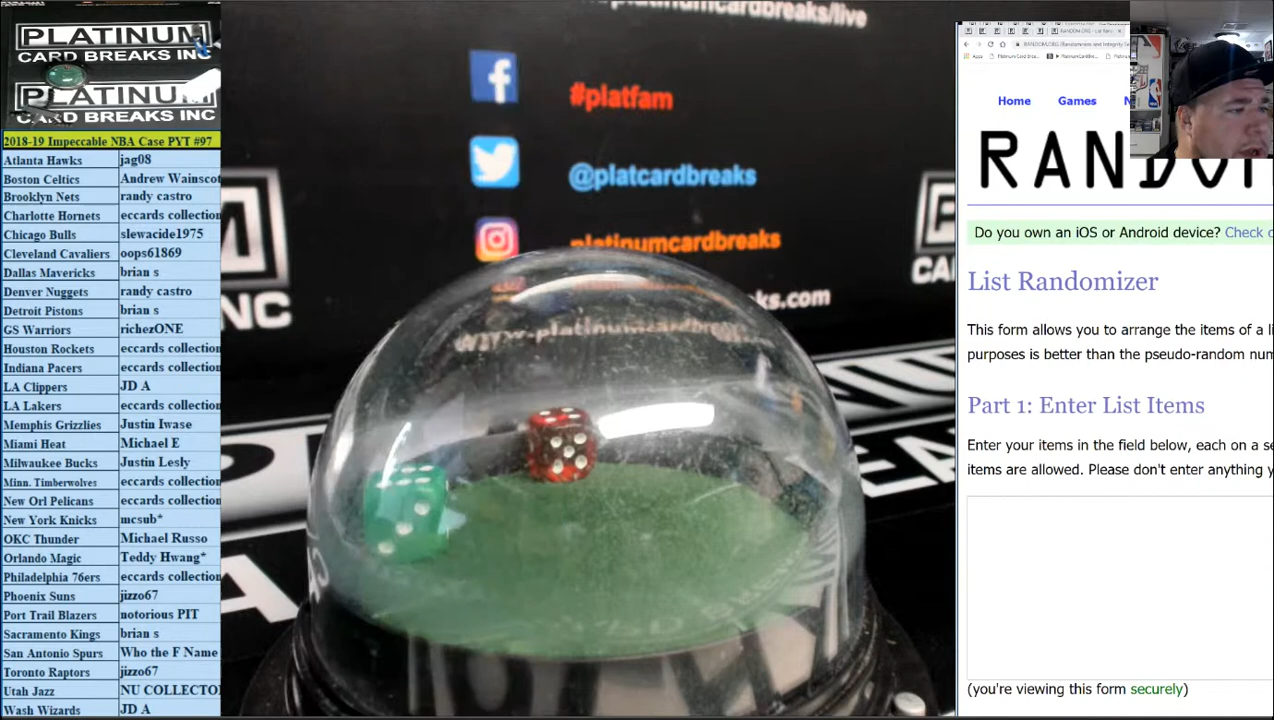 PLATINUM
CARD BREAKS INC
PLATINUM
CARD BREAKS INC
2018-19 Impeccable NBA Case PYT #97
Atlanta Hawks jag08
Boston Celtics Andrew Wainscot
Brooklyn Nets randy castro
Charlotte Hornets eccards collection
Chicago Bulls slewacide1975
Cleveland Cavaliers oops61869
Dallas Mavericks brian s
Denver Nuggets randy castro
Detroit Pistons brian s
GS Warriors richezONE
Houston Rockets eccards collection
Indiana Pacers eccards collection
LA Clippers JD A
LA Lakers eccards collection
Memphis Grizzlies Justin Iwase
Miami Heat Michael E
Milwaukee Bucks Justin Lesly
Minn. Timberwolves eccards collection
New Orl Pelicans eccards collection
New York Knicks mcsub*
OKC Thunder Michael Russo
Orlando Magic Teddy Hwang*
Philadelphia 76ers eccards collection
Phoenix Suns jizzo67
Port Trail Blazers notorious PIT
Sacramento Kings brian s
San Antonio Spurs Who the F Name
Toronto Raptors jizzo67
Utah Jazz NU COLLECTO
Wash Wizards JD A
platinumcardbreaks/live
#platfam
@platcardbreaks
platinumcardbreaks
Home Games
RANDO
Do you own an iOS or Android device? Check
List Randomizer
This form allows you to arrange the items of a li
purposes is better than the pseudo-random num
Part 1: Enter List Items
Enter your items in the field below, each on a se
items are allowed. Please don't enter anything y
(you're viewing this form securely)